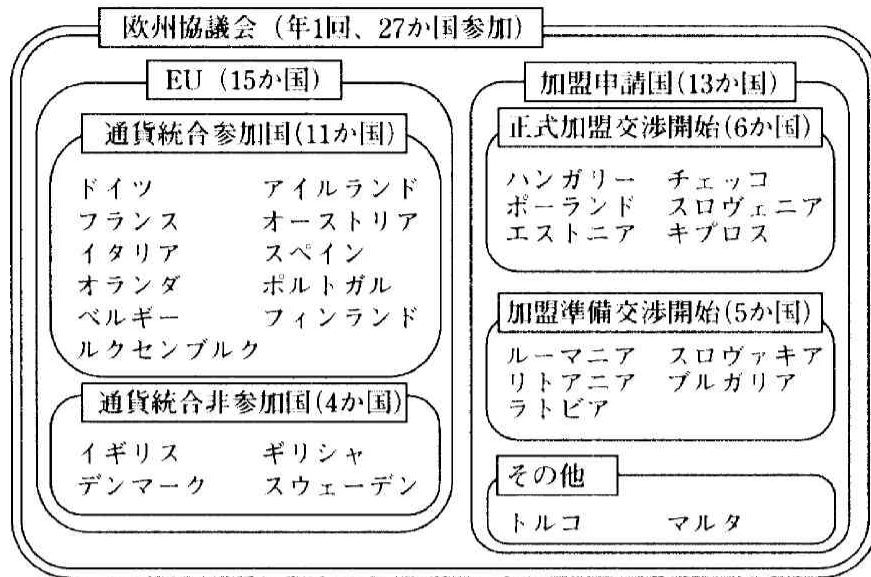 欧州協議会（年1回、27か国参加）
EU（15か国）
通貨統合参加国(11か国)
ドイツ　アイルランド
フランス　オーストリア
イタリア　スペイン
オランダ　ポルトガル
ベルギー　フィンランド
ルクセンブルク
通貨統合非参加国(4か国)
イギリス　ギリシャ
デンマーク　スウェーデン
加盟申請国(13か国)
正式加盟交渉開始(6か国)
ハンガリー　チェッコ
ポーランド　スロヴェニア
エストニア　キプロス
加盟準備交渉開始(5か国)
ルーマニア　スロヴァキア
リトアニア　ブルガリア
ラトビア
その他
トルコ　マルタ